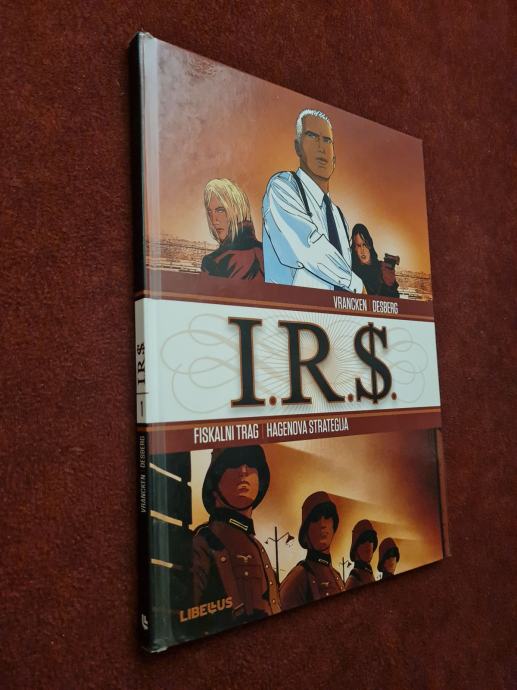 VRANCKEN | DESBERG
I.R.$.
FISKALNI TRAG | HAGENOVA STRATEGIJA
LIBELLUS
VRANCKEN | DESBERG | 1 | I R $